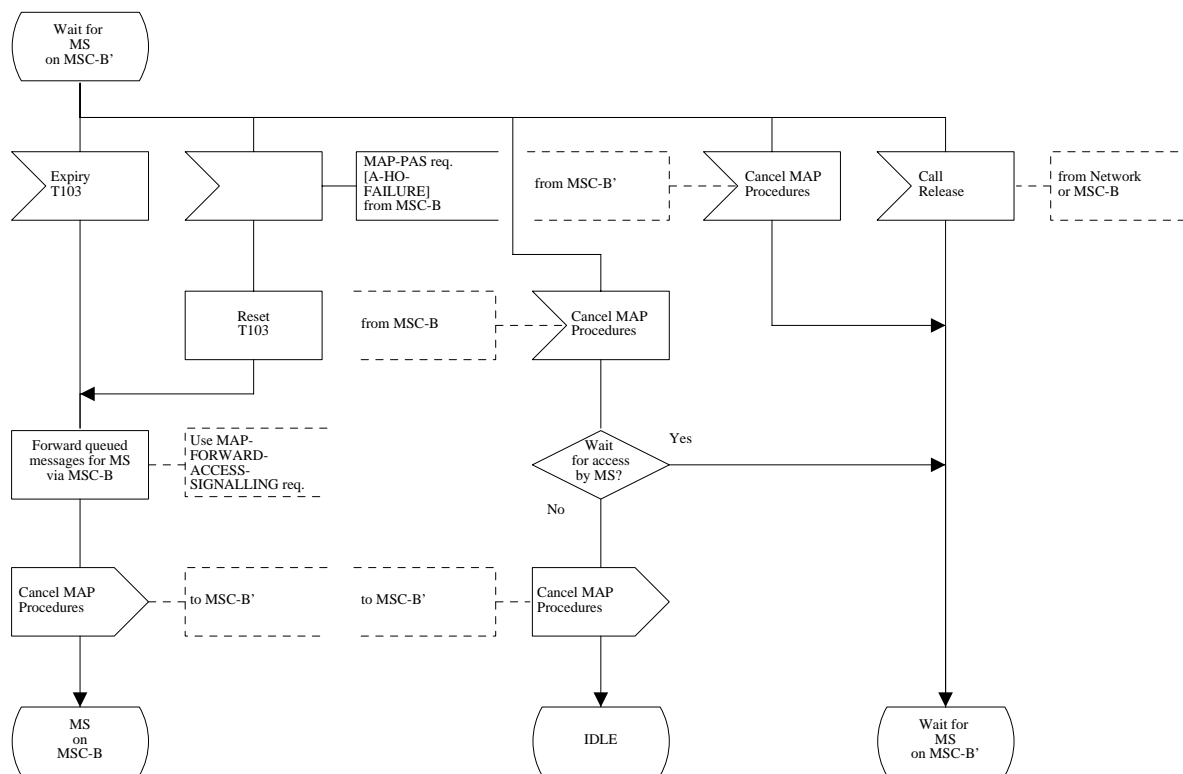 Wait for
MS
on MSC-B’
Expiry
T103
MAP-PAS req.
[A-HO-
FAILURE]
from MSC-B
from MSC-B’
Cancel MAP
Procedures
Call
Release
from Network
or MSC-B
Reset
T103
from MSC-B
Cancel MAP
Procedures
Forward queued
messages for MS
via MSC-B
Use MAP-
FORWARD-
ACCESS-
SIGNALLING req.
Wait
for access
by MS?
Yes
No
Cancel MAP
Procedures
to MSC-B’
to MSC-B’
Cancel MAP
Procedures
MS
on
MSC-B
IDLE
Wait for
MS
on MSC-B’